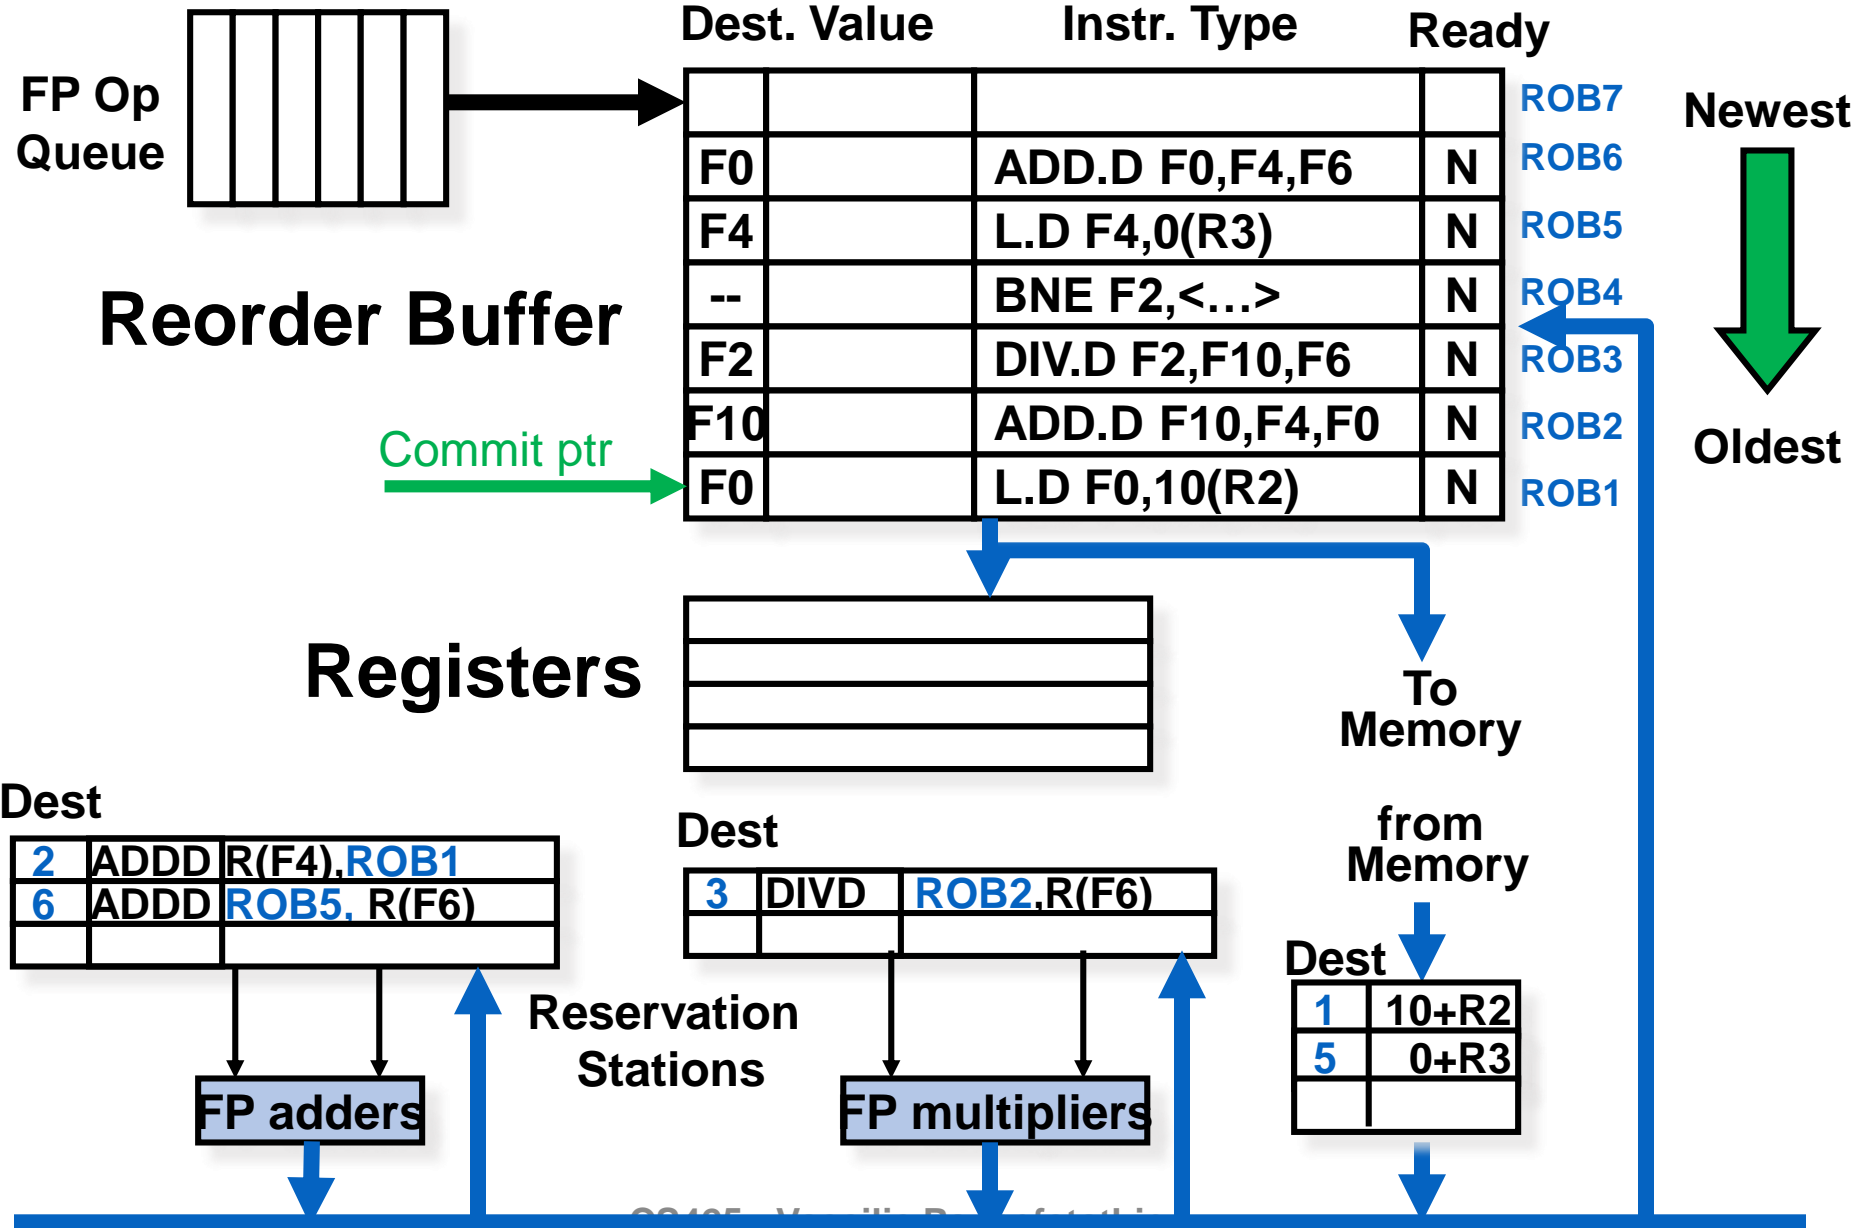 Dest. Value Instr. Type Ready
FP Op
Queue
ROB7
Newest
F0 ADD.D F0,F4,F6 N ROB6
F4 L.D F4,0(R3) N ROB5
-- BNE F2,<…> N ROB4
Reorder Buffer
F2 DIV.D F2,F10,F6 N ROB3
F10 ADD.D F10,F4,F0 N ROB2
Oldest
Commit ptr
F0 L.D F0,10(R2) N ROB1
Registers
To
Memory
Dest
2 ADDD R(F4),ROB1
6 ADDD ROB5, R(F6)
Dest
3 DIVD ROB2,R(F6)
from
Memory
Dest
1 10+R2
5 0+R3
Reservation
Stations
FP adders
FP multipliers